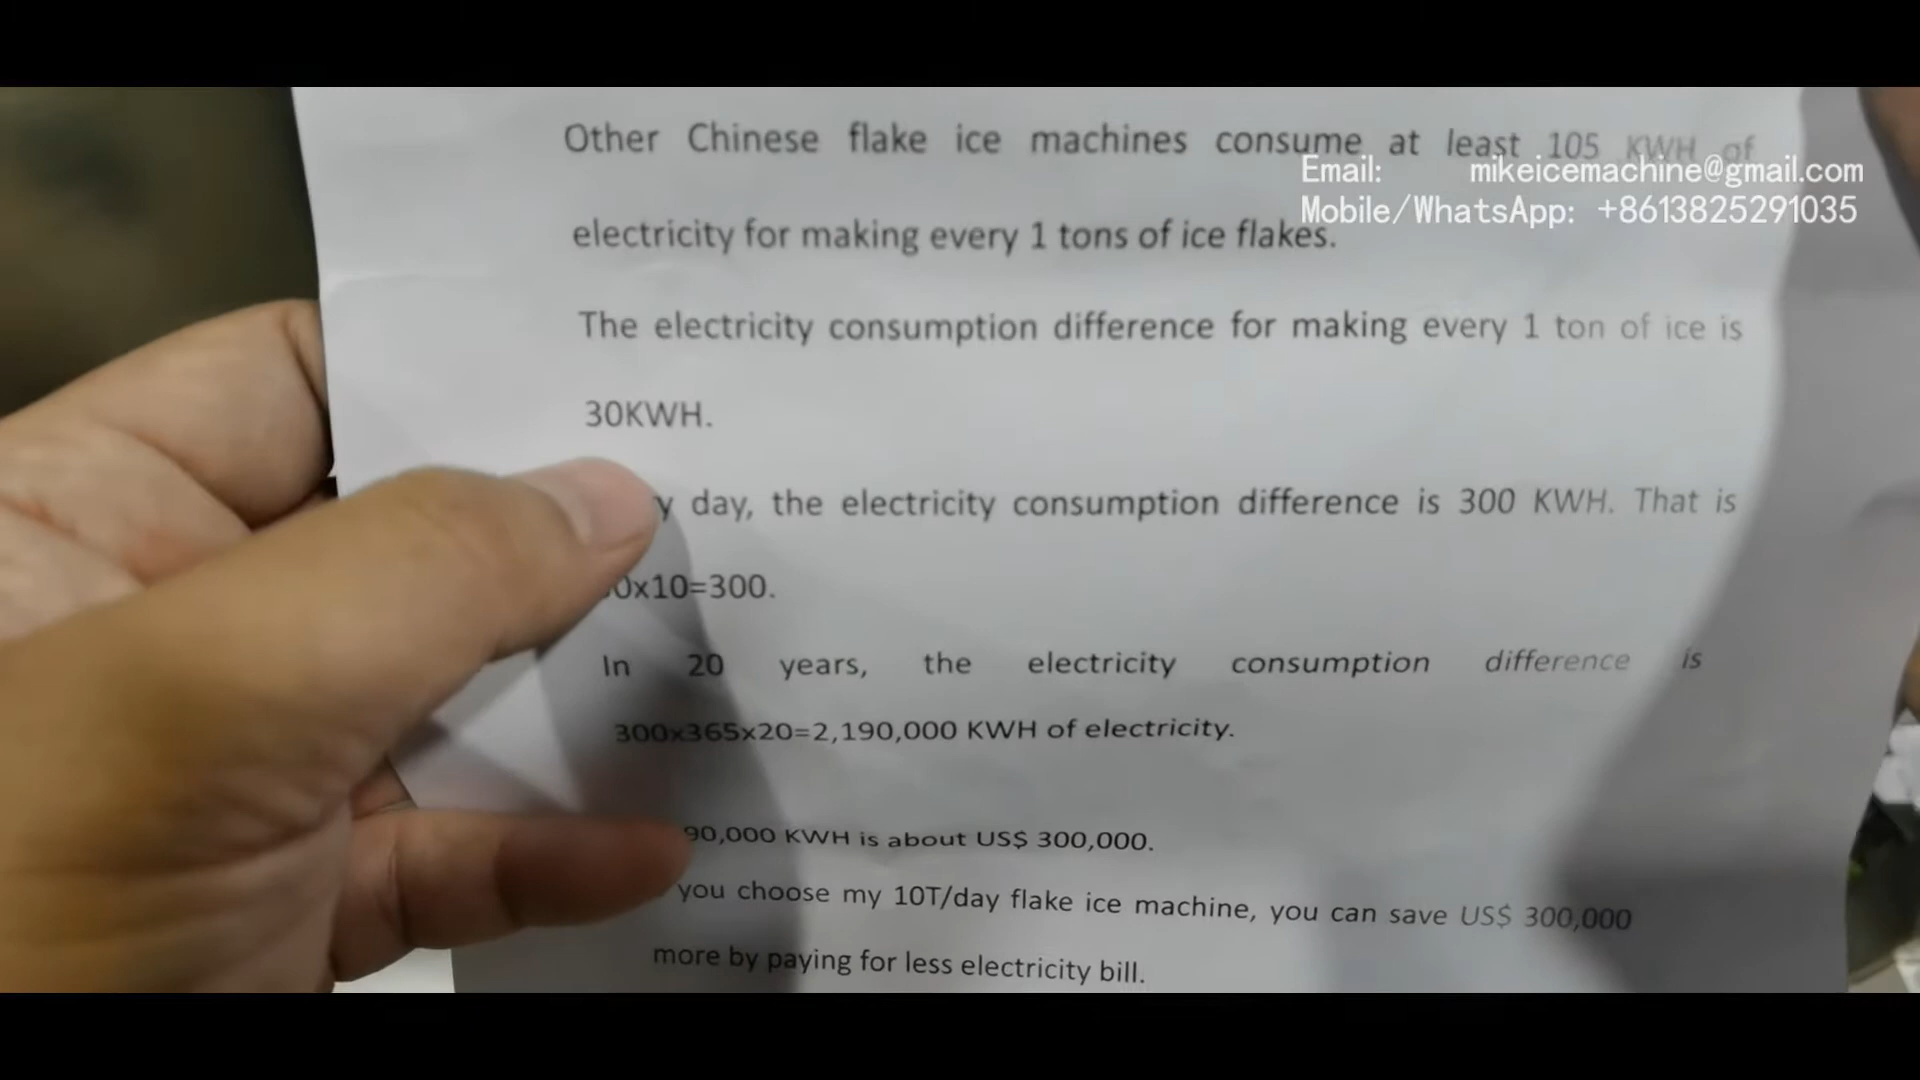 Other Chinese flake ice machines consume at least 105 KWH of
Email: mikeicemachine@gmail.com
Mobile/WhatsApp: +8613825291035
electricity for making every 1 tons of ice flakes.
The electricity consumption difference for making every 1 ton of ice is
30KWH.
day, the electricity consumption difference is 300 KWH. That is
0x10=300.
In 20 years, the electricity consumption difference is
300x365x20=2,190,000 KWH of electricity.
90,000 KWH is about US$ 300,000.
you choose my 10T/day flake ice machine, you can save US$ 300,000
more by paying for less electricity bill.